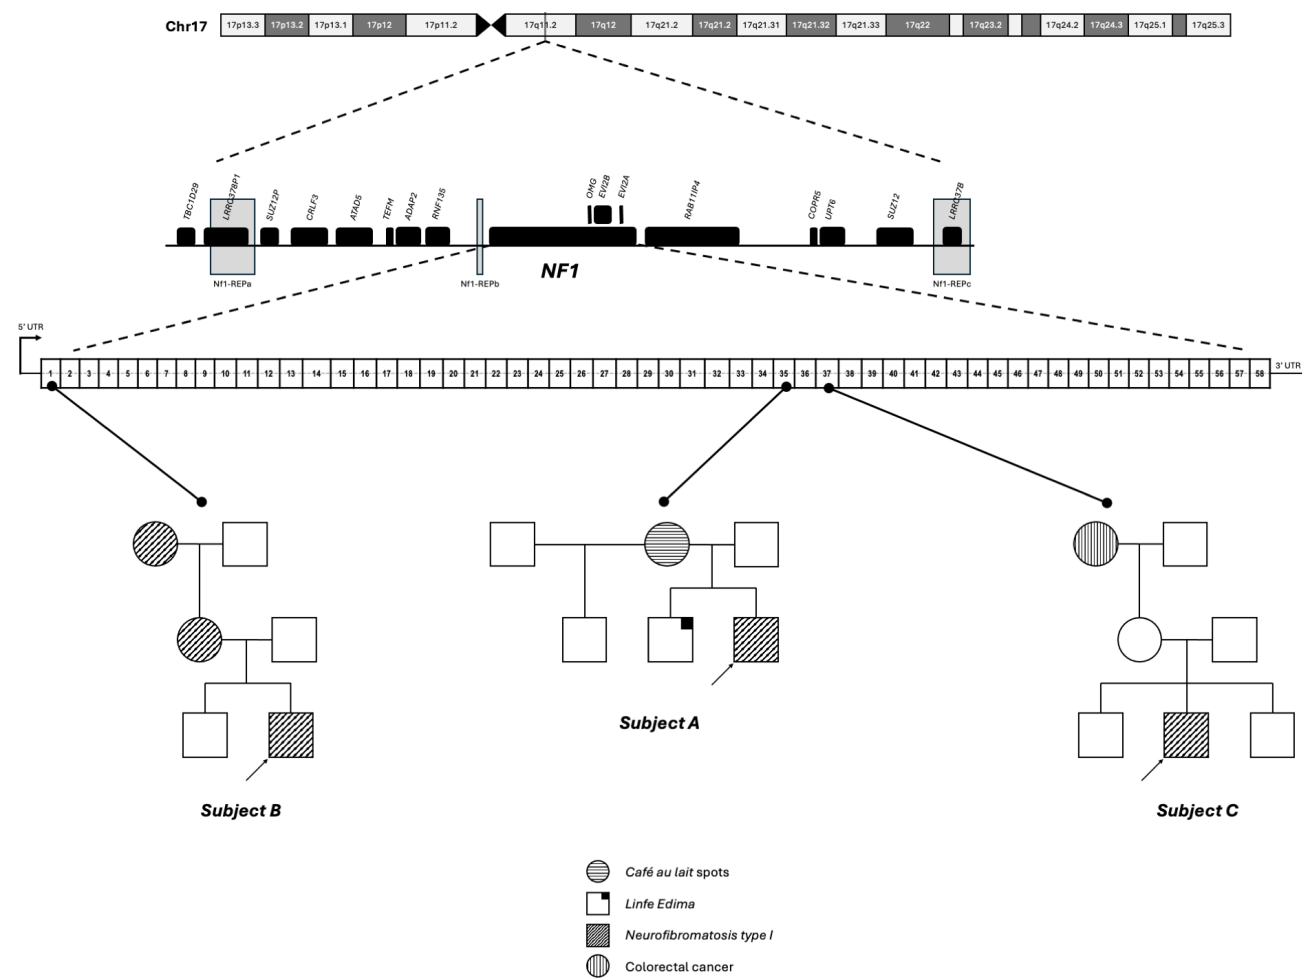 Chr17 17p13.3 17p13.2 17p13.1 17p12 17p11.2 17q11.2 17q12 17q21.2 17q21.2 17q21.31 17q21.32 17q21.33 17q22 17q23.2 17q24.2 17q24.3 17q25.1 17q25.3
TBC1D29 LRRC37BP1 SUZ12P CRLF3 ATAD5 TEFM ADAP2 RNF135 OMG EVI2B EVI2A RAB11IP4 COPR5 UPT6 SUZ12 LRRC37B
NF1
Nf1-REPa Nf1-REPb Nf1-REPc
5' UTR
1 2 3 4 5 6 7 8 9 10 11 12 13 14 15 16 17 18 19 20 21 22 23 24 25 26 27 28 29 30 31 32 33 34 35 36 37 38 39 40 41 42 43 44 45 46 47 48 49 50 51 52 53 54 55 56 57 58
3' UTR
Subject A
Subject B
Subject C
Café au lait spots
Linfe Edima
Neurofibromatosis type I
Colorectal cancer